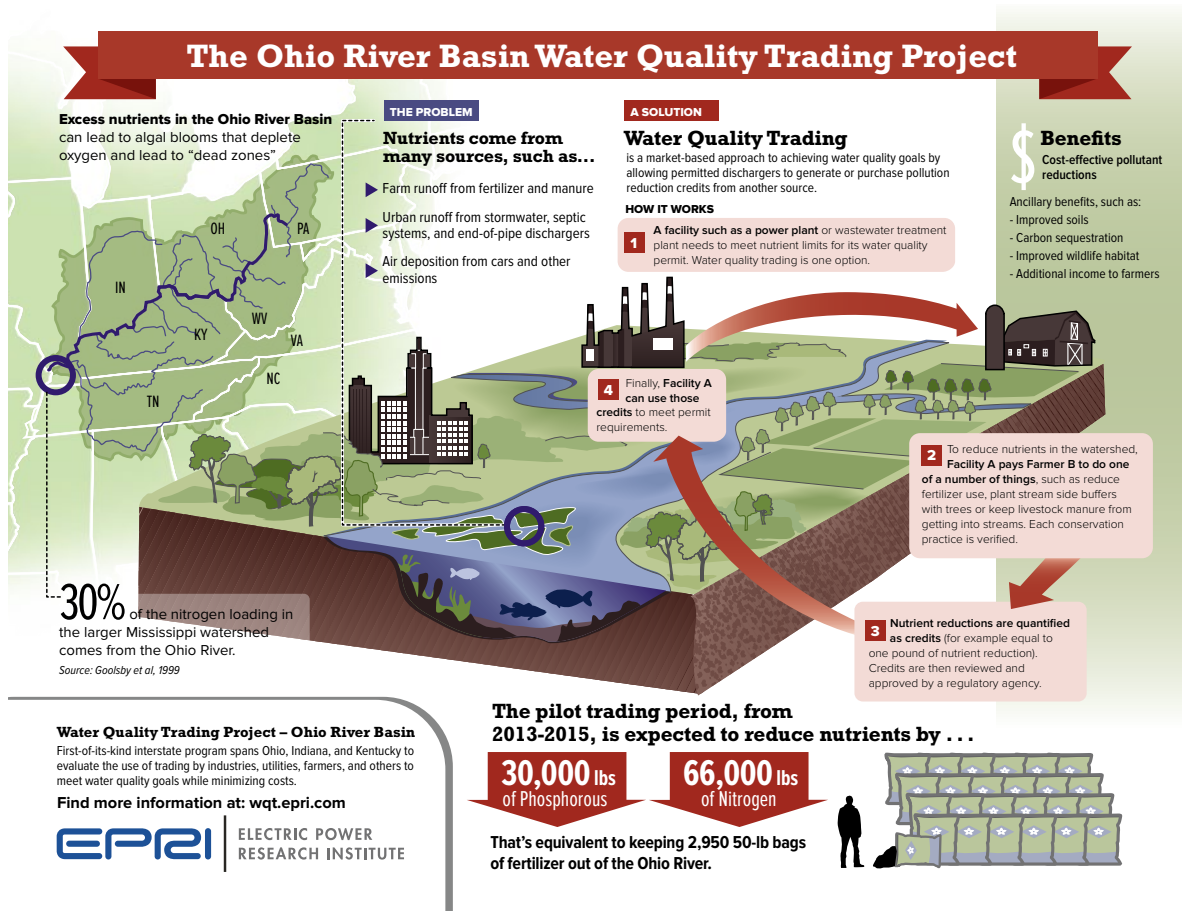 The Ohio River Basin Water Quality Trading Project
Excess nutrients in the Ohio River Basin
can lead to algal blooms that deplete
oxygen and lead to “dead zones”
OH
PA
IN
WV
KY
VA
NC
TN
30% of the nitrogen loading in
the larger Mississippi watershed
comes from the Ohio River.
Source: Goolsby et al, 1999
THE PROBLEM
Nutrients come from
many sources, such as...
Farm runoff from fertilizer and manure
Urban runoff from stormwater, septic
systems, and end-of-pipe dischargers
Air deposition from cars and other
emissions
A SOLUTION
Water Quality Trading
is a market-based approach to achieving water quality goals by
allowing permitted dischargers to generate or purchase pollution
reduction credits from another source.
HOW IT WORKS
1
A facility such as a power plant or wastewater treatment
plant needs to meet nutrient limits for its water quality
permit. Water quality trading is one option.
2 To reduce nutrients in the watershed,
Facility A pays Farmer B to do one
of a number of things, such as reduce
fertilizer use, plant stream side buffers
with trees or keep livestock manure from
getting into streams. Each conservation
practice is verified.
3 Nutrient reductions are quantified
as credits (for example equal to
one pound of nutrient reduction).
Credits are then reviewed and
approved by a regulatory agency.
4 Finally, Facility A
can use those
credits to meet permit
requirements.
$ Benefits
Cost-effective pollutant
reductions
Ancillary benefits, such as:
- Improved soils
- Carbon sequestration
- Improved wildlife habitat
- Additional income to farmers
Water Quality Trading Project – Ohio River Basin
First-of-its-kind interstate program spans Ohio, Indiana, and Kentucky to
evaluate the use of trading by industries, utilities, farmers, and others to
meet water quality goals while minimizing costs.
Find more information at: wqt.epri.com
EPRI
ELECTRIC POWER
RESEARCH INSTITUTE
The pilot trading period, from
2013-2015, is expected to reduce nutrients by . . .
30,000 lbs
of Phosphorous
66,000 lbs
of Nitrogen
That’s equivalent to keeping 2,950 50-lb bags
of fertilizer out of the Ohio River.